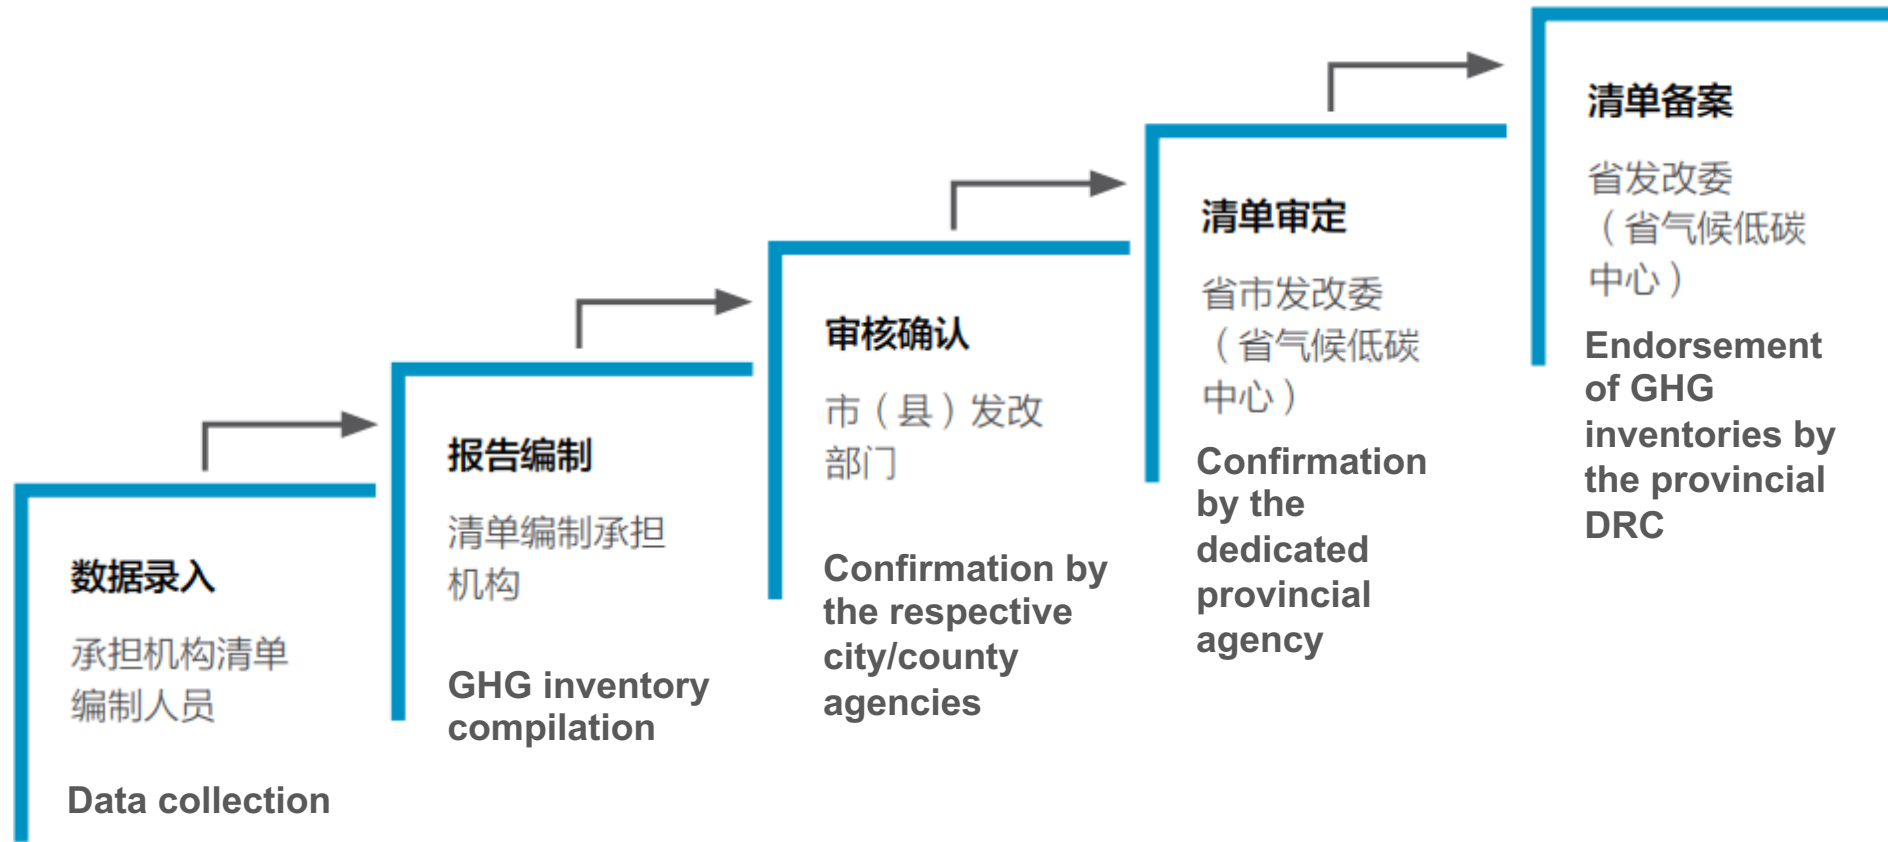 数据录入
承担机构清单
编制人员
Data collection
报告编制
清单编制承担
机构
GHG inventory
compilation
审核确认
市（县）发改
部门
Confirmation by
the respective
city/county
agencies
清单审定
省市发改委
（省气候低碳
中心）
Confirmation
by the
dedicated
provincial
agency
清单备案
省发改委
（省气候低碳
中心）
Endorsement
of GHG
inventories by
the provincial
DRC